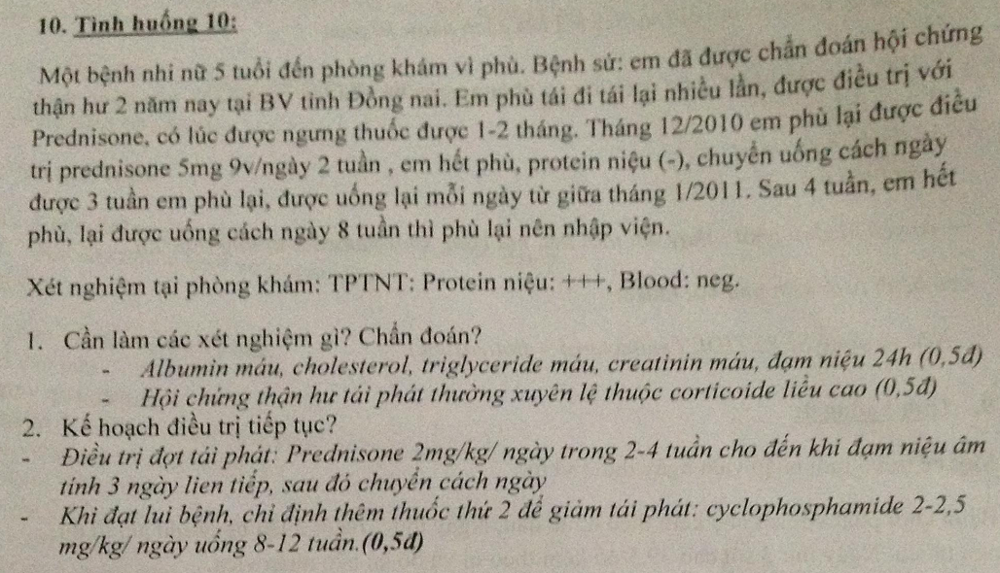 10. Tình huống 10:
Một bệnh nhi nữ 5 tuổi đến phòng khám vì phù. Bệnh sử: em đã được chẩn đoán hội chứng
thận hư 2 năm nay tại BV tỉnh Đồng nai. Em phù tái đi tái lại nhiều lần, được điều trị với
Prednisone, có lúc được ngưng thuốc được 1-2 tháng. Tháng 12/2010 em phù lại được điều
trị prednisone 5mg 9v/ngày 2 tuần , em hết phù, protein niệu (-), chuyển uống cách ngày
được 3 tuần em phù lại, được uống lại mỗi ngày từ giữa tháng 1/2011. Sau 4 tuần, em hết
phù, lại được uống cách ngày 8 tuần thì phù lại nên nhập viện.
Xét nghiệm tại phòng khám: TPTNT: Protein niệu: +++, Blood: neg.
1. Cần làm các xét nghiệm gì? Chẩn đoán?
- Albumin máu, cholesterol, triglyceride máu, creatinin máu, đạm niệu 24h (0,5đ)
- Hội chứng thận hư tái phát thường xuyên lệ thuộc corticoide liều cao (0,5đ)
2. Kế hoạch điều trị tiếp tục?
- Điều trị đợt tái phát: Prednisone 2mg/kg/ ngày trong 2-4 tuần cho đến khi đạm niệu âm
tính 3 ngày lien tiếp, sau đó chuyển cách ngày
- Khi đạt lui bệnh, chỉ định thêm thuốc thứ 2 để giảm tái phát: cyclophosphamide 2-2,5
mg/kg/ ngày uống 8-12 tuần.(0,5đ)